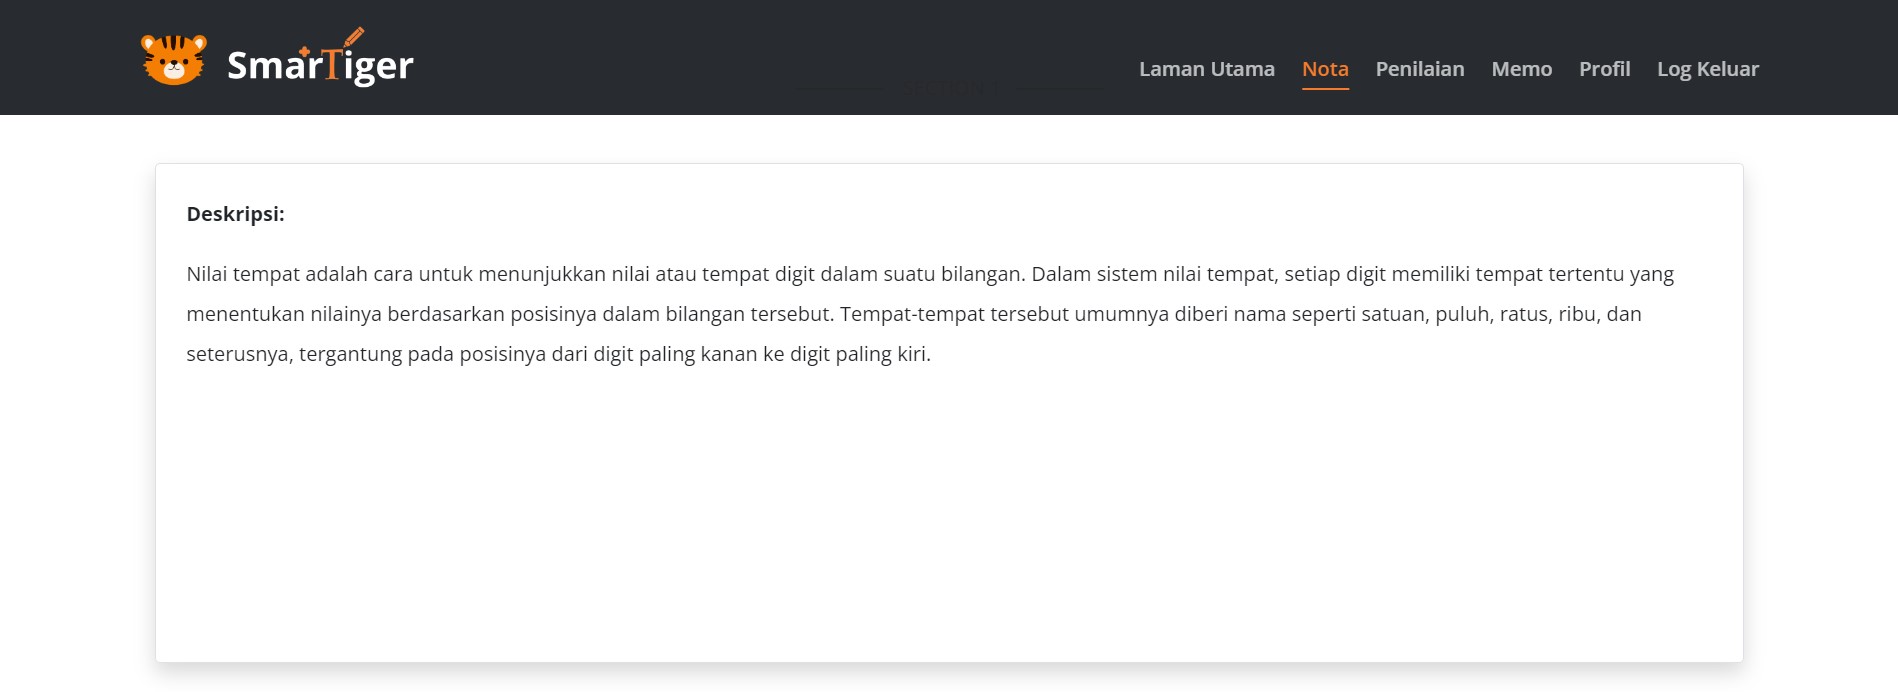 SmarTiger
Laman Utama Nota Penilaian Memo Profil Log Keluar
SECTION 1
Deskripsi:
Nilai tempat adalah cara untuk menunjukkan nilai atau tempat digit dalam suatu bilangan. Dalam sistem nilai tempat, setiap digit memiliki tempat tertentu yang
menentukan nilainya berdasarkan posisinya dalam bilangan tersebut. Tempat-tempat tersebut umumnya diberi nama seperti satuan, puluh, ratus, ribu, dan
seterusnya, tergantung pada posisinya dari digit paling kanan ke digit paling kiri.